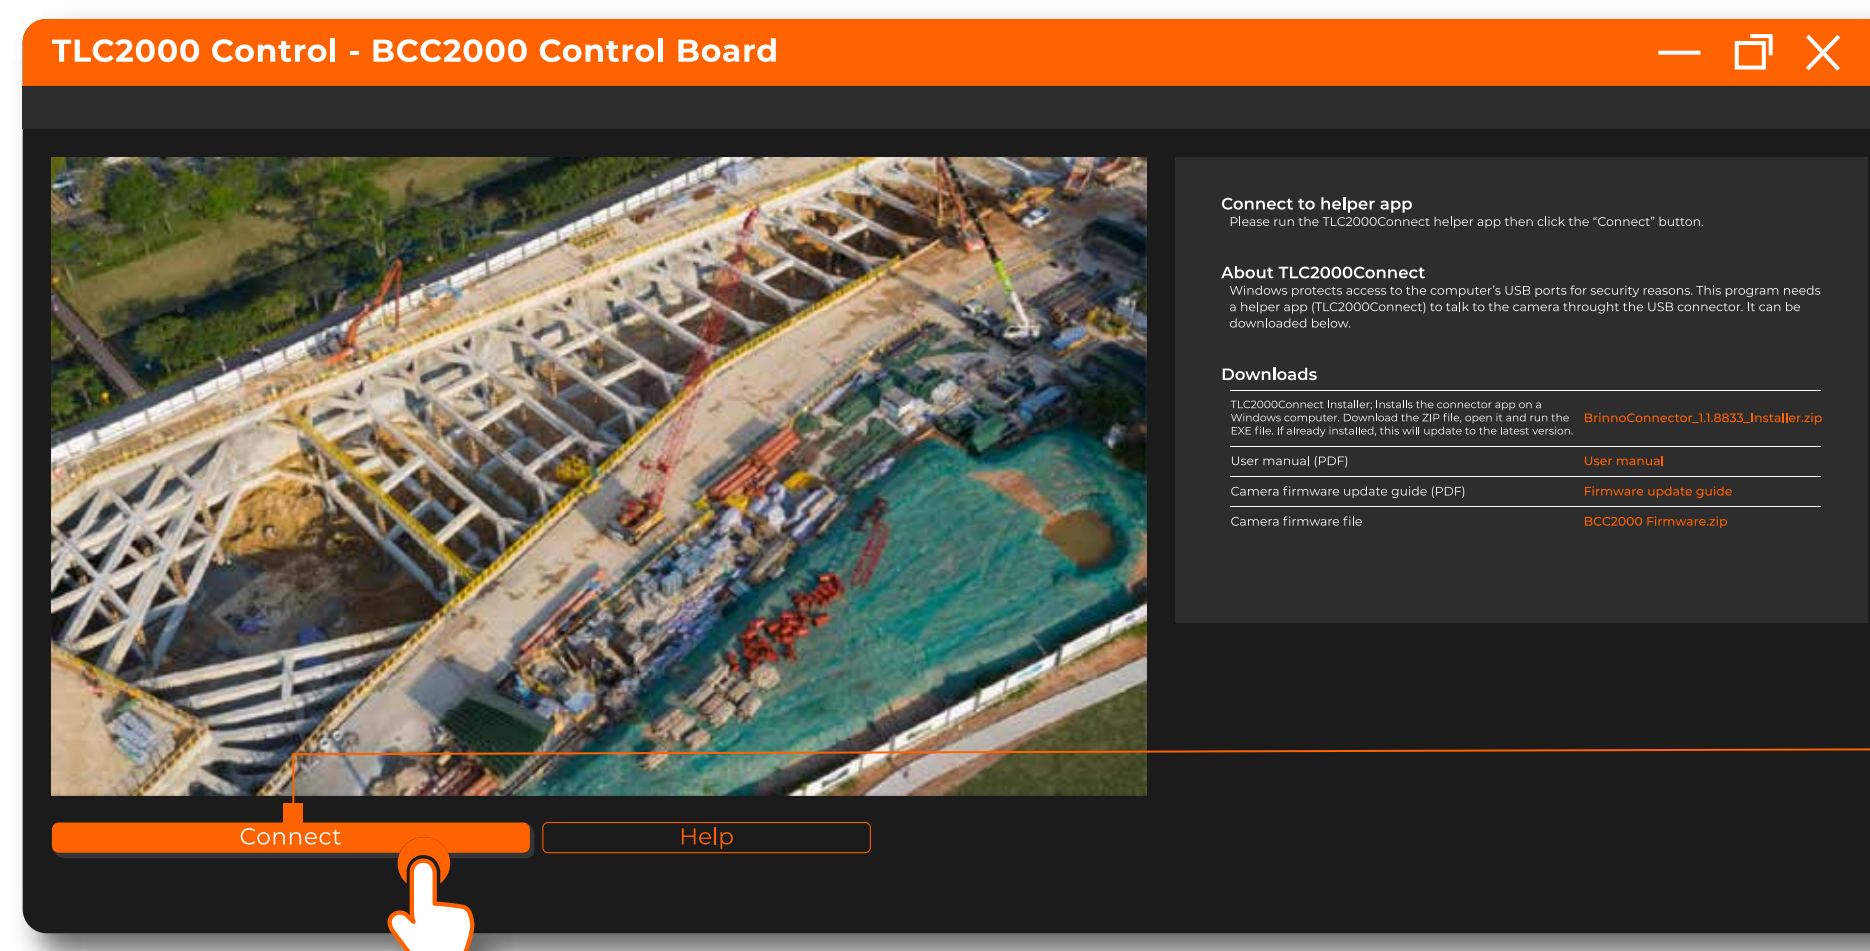 TLC2000 Control - BCC2000 Control Board
Connect to helper app
Please run the TLC2000Connect helper app then click the “Connect” button.
About TLC2000Connect
Windows protects access to the computer’s USB ports for security reasons. This program needs
a helper app (TLC2000Connect) to talk to the camera throught the USB connector. It can be
downloaded below.
Downloads
TLC2000Connect Installer; Installs the connector app on a
Windows computer. Download the ZIP file, open it and run the
EXE file. If already installed, this will update to the latest version.
BrinnoConnector_1.1.8833_Installer.zip
User manual (PDF)
User manual
Camera firmware update guide (PDF)
Firmware update guide
Camera firmware file
BCC2000 Firmware.zip
Connect
Help